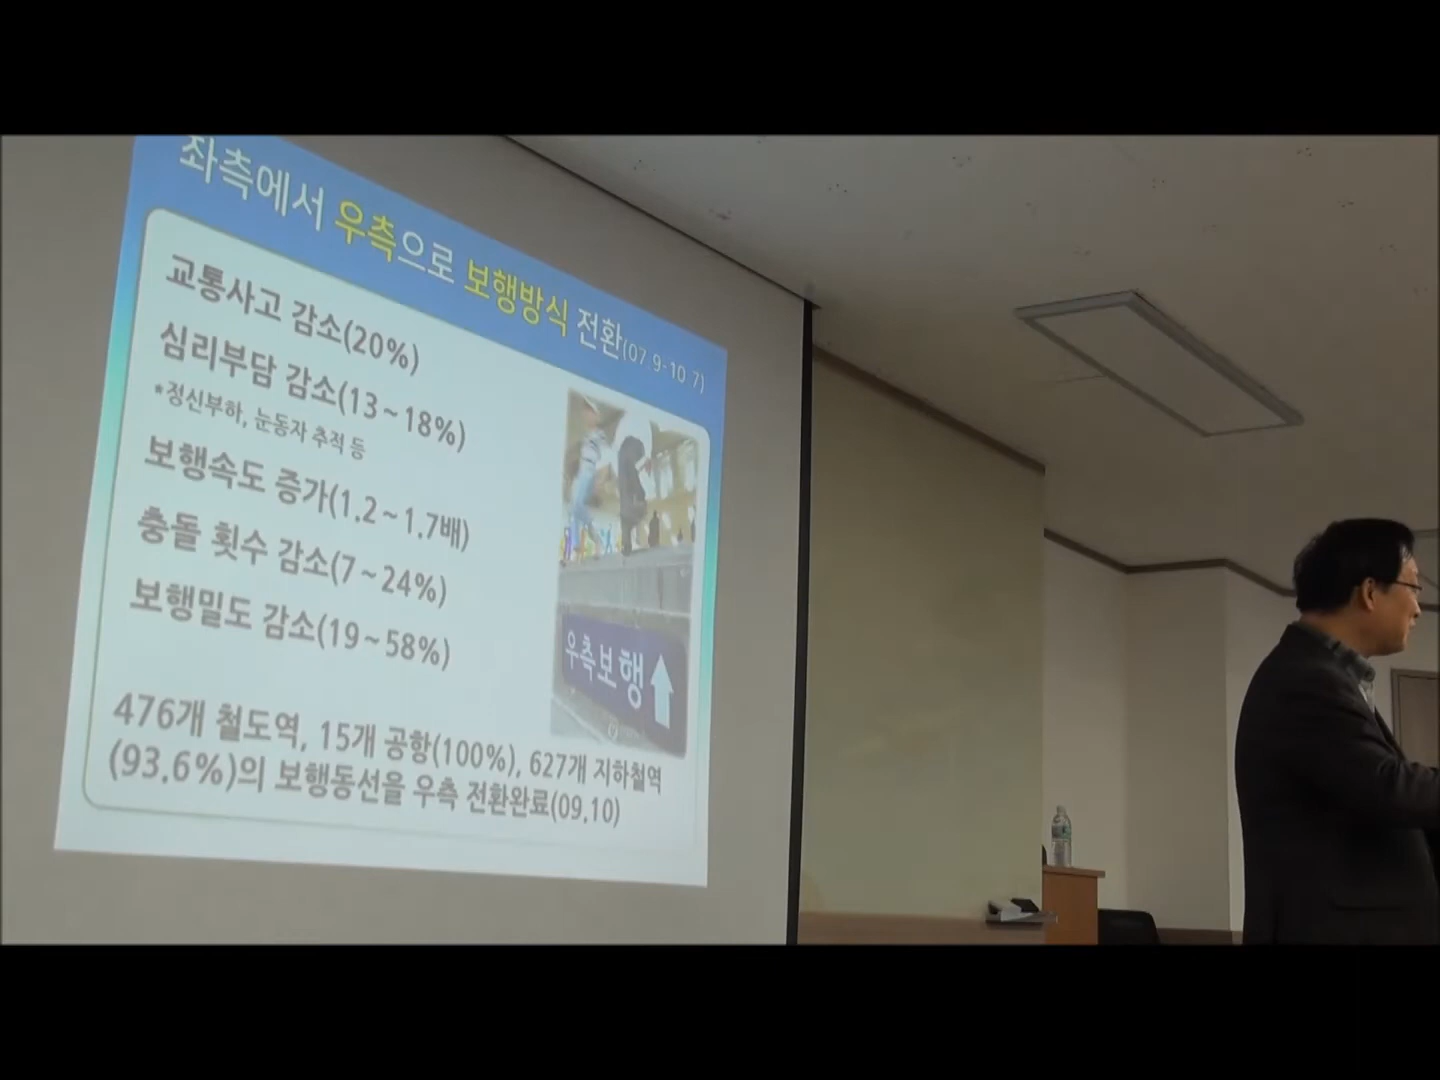 좌측에서 우측으로 보행방식 전환(07.9-10.7)
교통사고 감소(20%)
심리부담 감소(13~18%)
*정신부하, 눈동자 추적 등
보행속도 증가(1.2~1.7배)
충돌 횟수 감소(7~24%)
보행밀도 감소(19~58%)
우측보행
476개 철도역, 15개 공항(100%), 627개 지하철역
(93.6%)의 보행동선을 우측 전환완료(09.10)